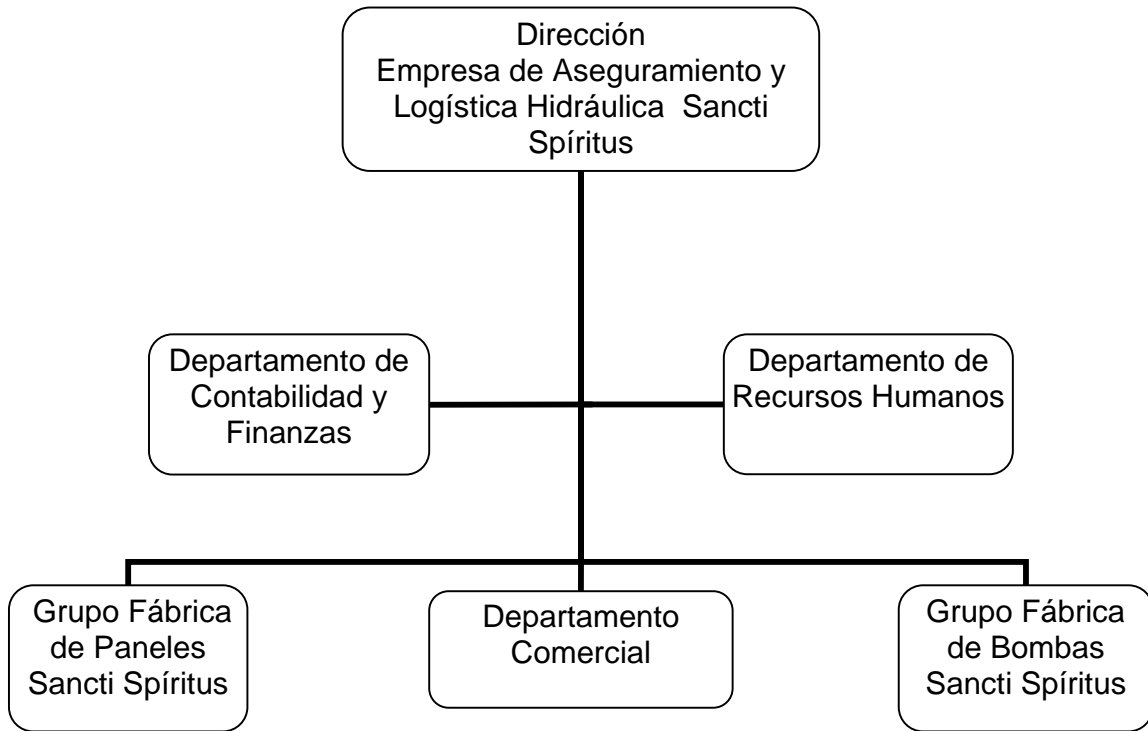 Dirección
Empresa de Aseguramiento y
Logística Hidráulica Sancti
Spíritus
Departamento de
Contabilidad y
Finanzas
Departamento de
Recursos Humanos
Grupo Fábrica
de Paneles
Sancti Spíritus
Departamento
Comercial
Grupo Fábrica
de Bombas
Sancti Spíritus